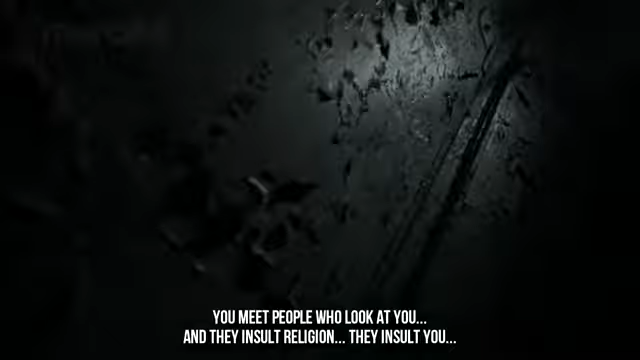 YOU MEET PEOPLE WHO LOOK AT YOU...
AND THEY INSULT RELIGION... THEY INSULT YOU...